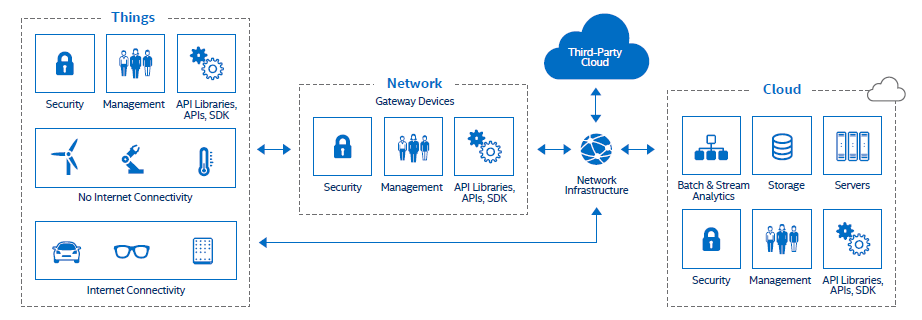 Things
Security
Management
API Libraries,
APIs, SDK
No Internet Connectivity
Internet Connectivity
Network
Gateway Devices
Security
Management
API Libraries,
APIs, SDK
Third-Party
Cloud
Network
Infrastructure
Cloud
Batch & Stream
Analytics
Storage
Servers
Security
Management
API Libraries,
APIs, SDK